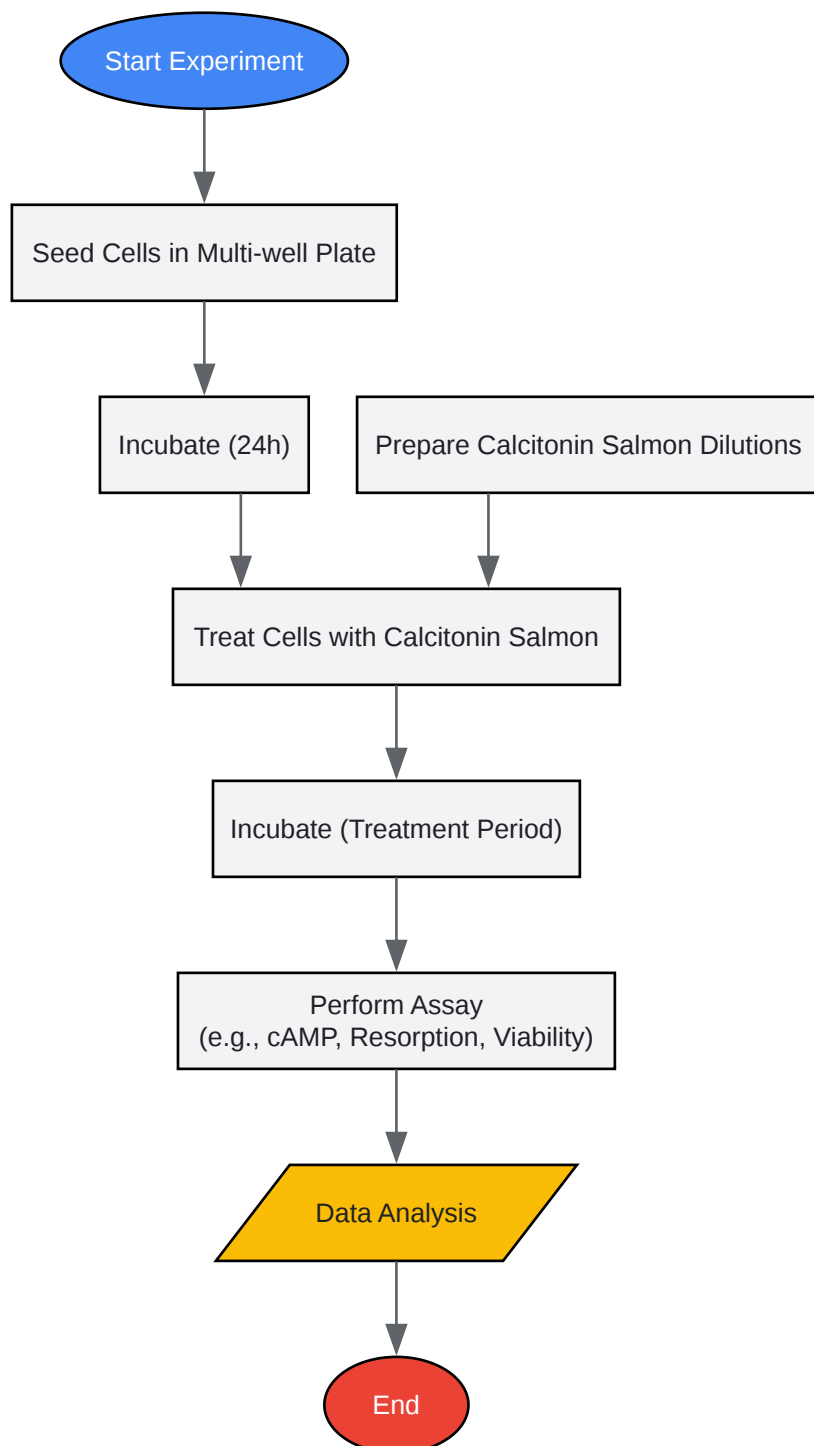 Start Experiment
Seed Cells in Multi-well Plate
Incubate (24h)
Prepare Calcitonin Salmon Dilutions
Treat Cells with Calcitonin Salmon
Incubate (Treatment Period)
Perform Assay
(e.g., cAMP, Resorption, Viability)
Data Analysis
End